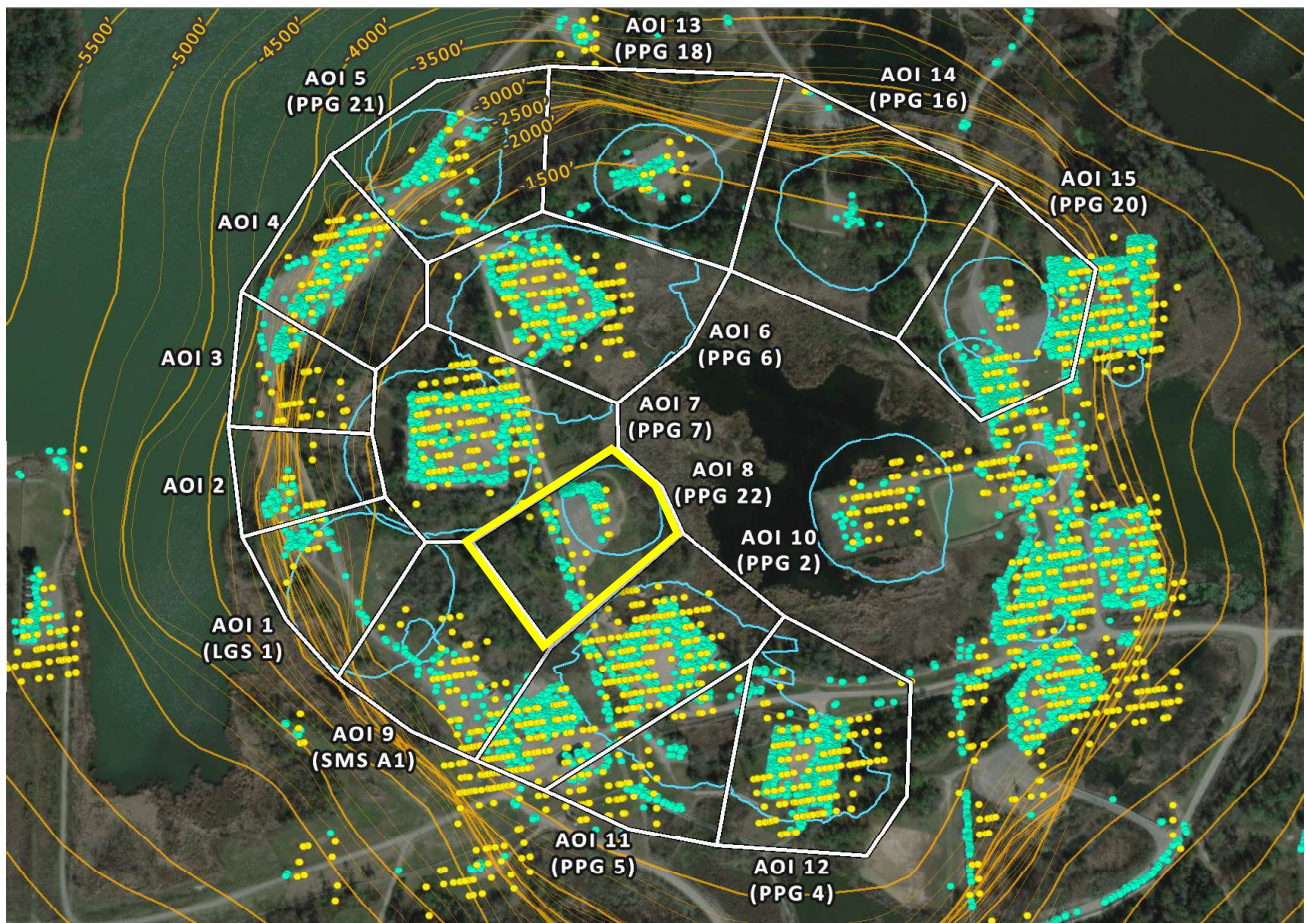 -5500'
-5000'
-4500'
-4000'
-3500'
-3000'
-2500'
-2000'
-1500'
AOI 13
(PPG 18)
AOI 14
(PPG 16)
AOI 5
(PPG 21)
AOI 15
(PPG 20)
AOI 4
AOI 3
AOI 6
(PPG 6)
AOI 7
(PPG 7)
AOI 8
(PPG 22)
AOI 2
AOI 10
(PPG 2)
AOI 1
(LGS 1)
AOI 9
(SMS A1)
AOI 11
(PPG 5)
AOI 12
(PPG 4)